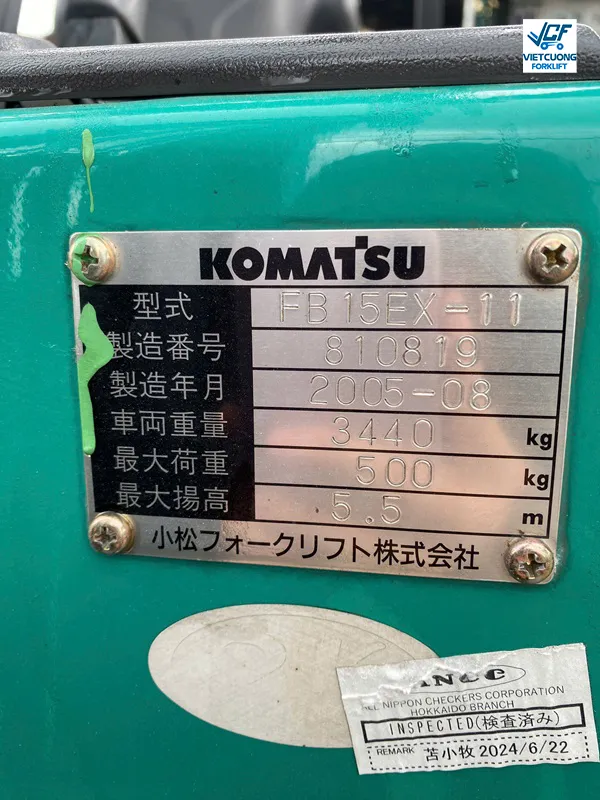 VCF
VIETCUONG
FORKLIFT
KOMATSU
型式 FB15EX-11
製造番号 810819
製造年月 2005-08
車両重量 3440 kg
最大荷重 500 kg
最大揚高 5.5 m
小松フォークリフト株式会社
ANCC
ALL NIPPON CHECKERS CORPORATION
HOKKAIDO BRANCH
INSPECTED(検査済み)
REMARK 苫小牧 2024/6/22